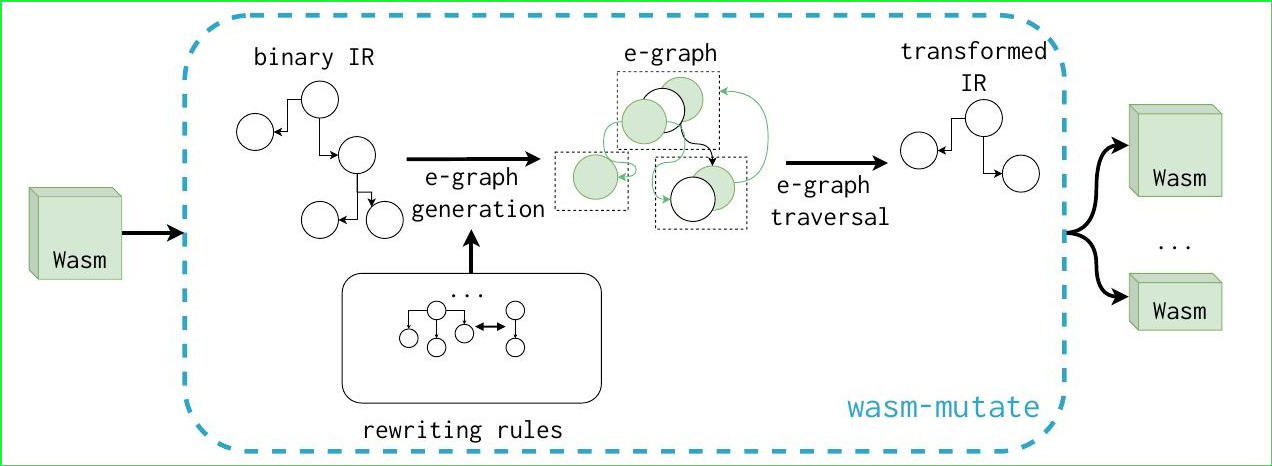 binary IR
e-graph
transformed
IR
Wasm
e-graph
generation
e-graph
traversal
Wasm
...
Wasm
...
rewriting rules
wasm-mutate